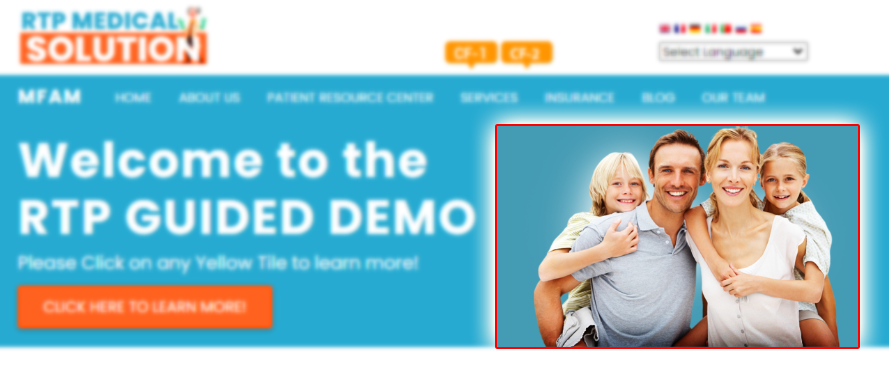 RTP MEDICAL
SOLUTION
CF-1 CF-2
Select Language
MFAM HOME ABOUT US PATIENT RESOURCE CENTER SERVICES INSURANCE BLOG OUR TEAM
Welcome to the
RTP GUIDED DEMO
Please Click on any Yellow Tile to learn more!
CLICK HERE TO LEARN MORE!